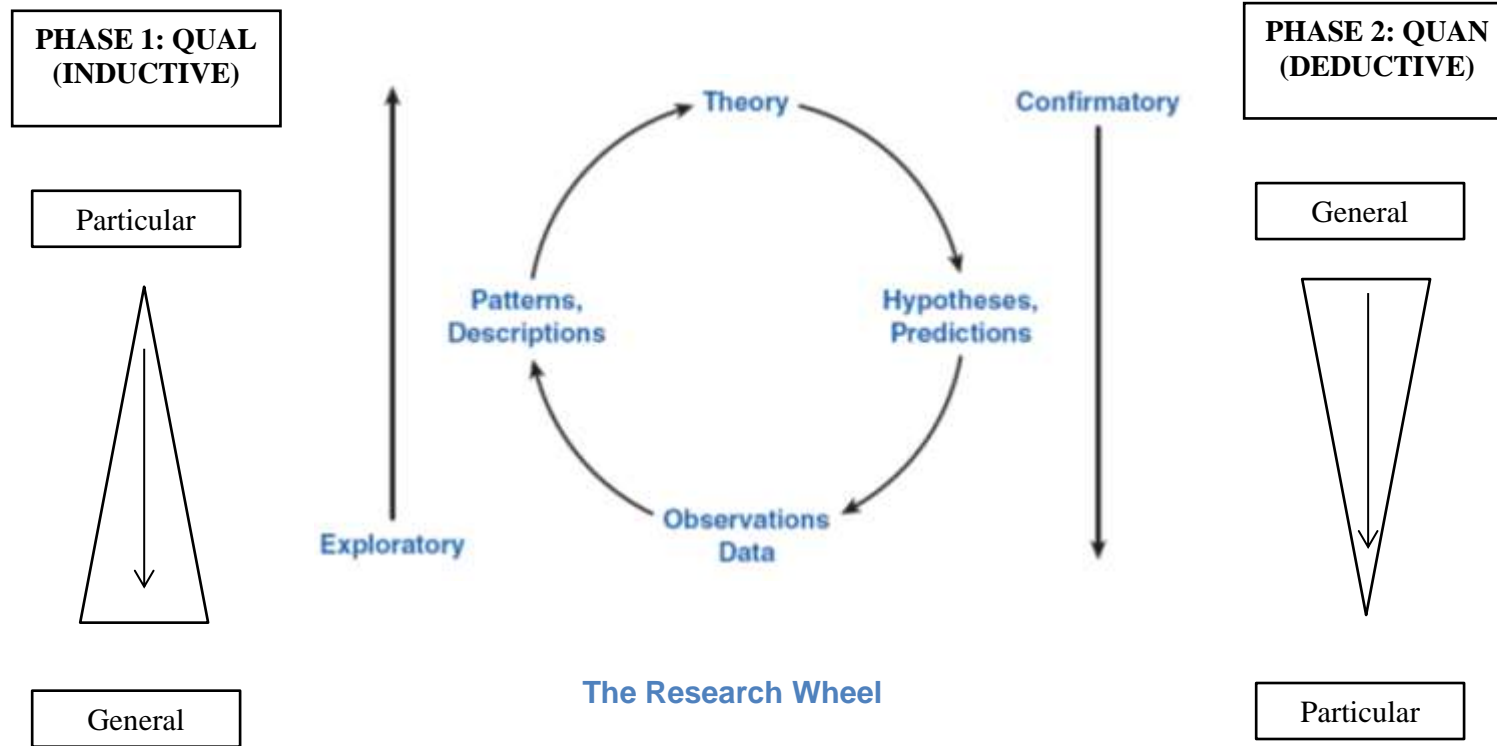 PHASE 1: QUAL
(INDUCTIVE)
PHASE 2: QUAN
(DEDUCTIVE)
Theory
Confirmatory
Particular
General
Patterns,
Descriptions
Hypotheses,
Predictions
Observations
Data
Exploratory
The Research Wheel
General
Particular